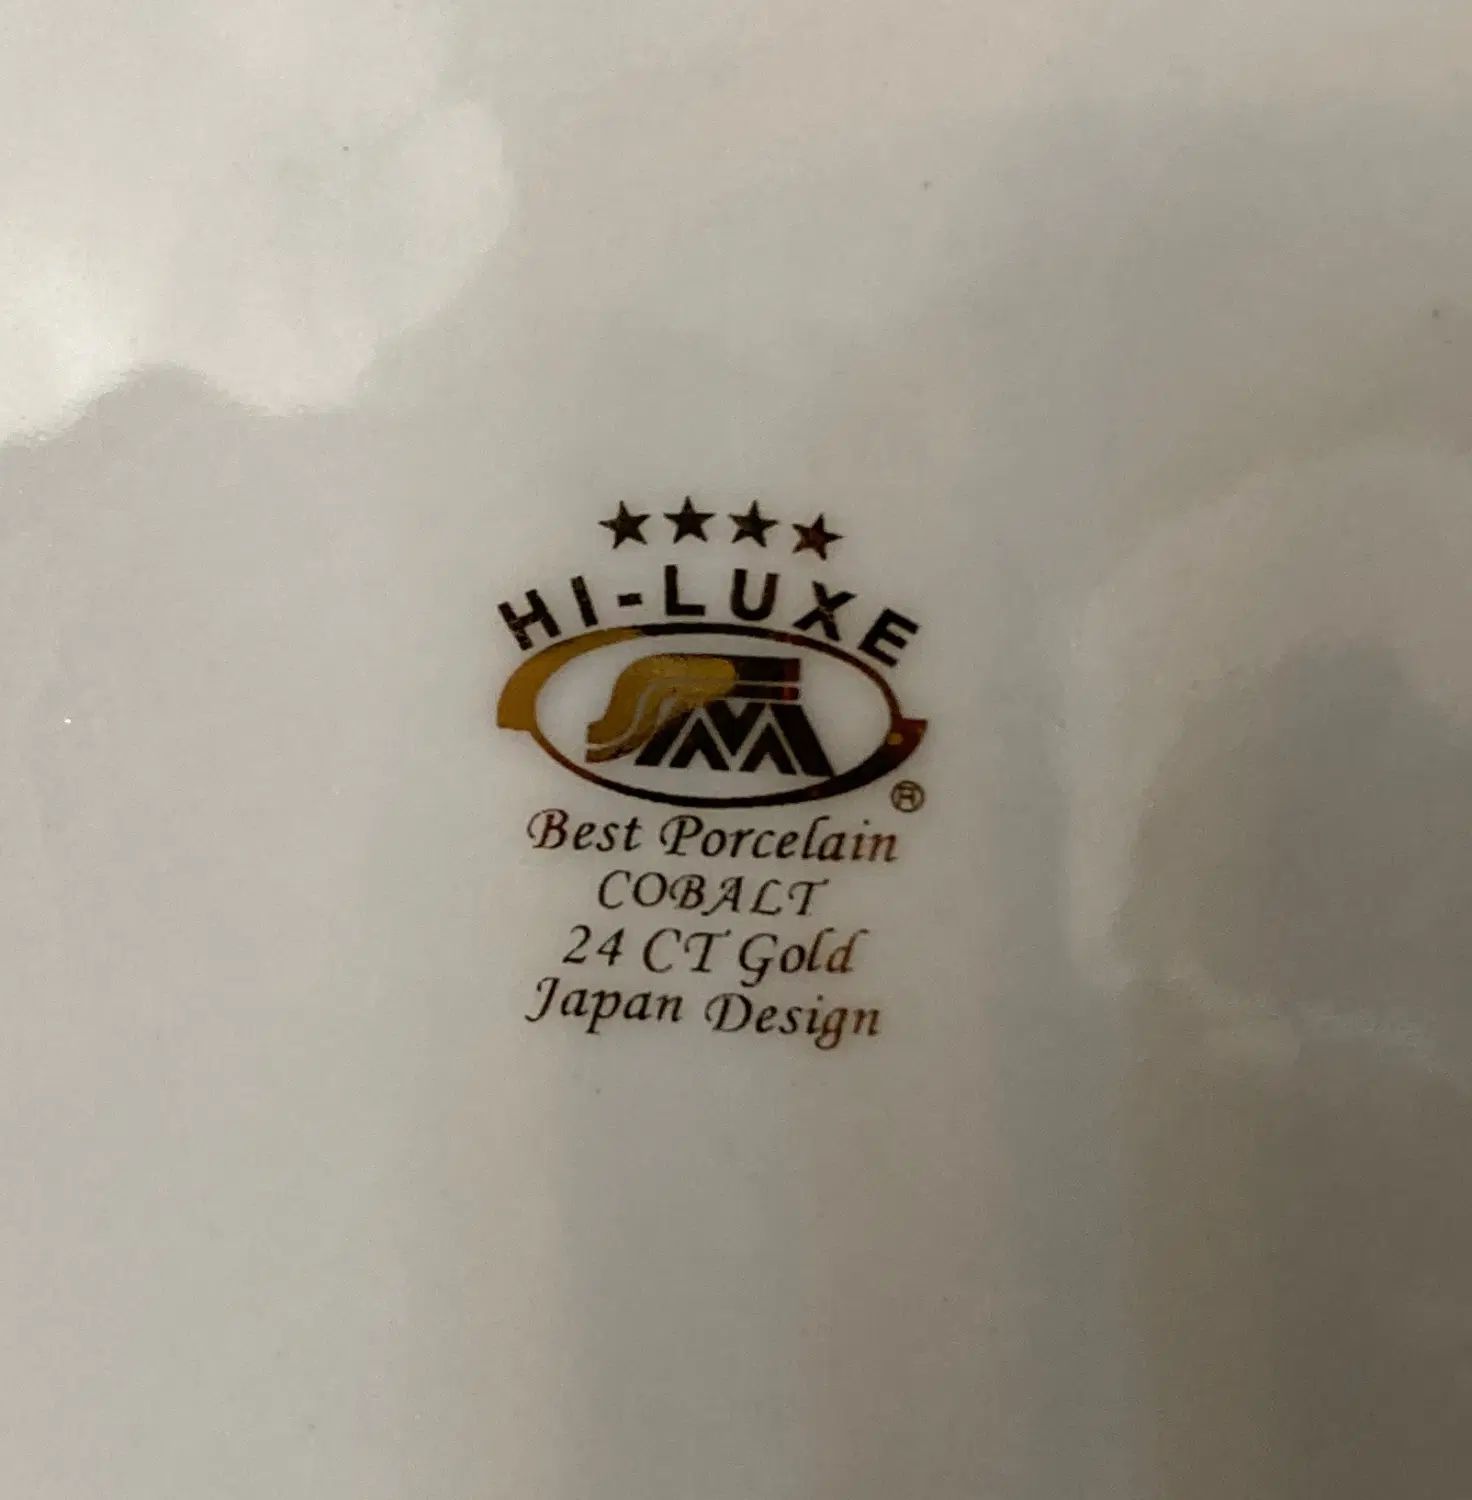 ★★★★
HI-LUXE
®
Best Porcelain
COBALT
24 CT Gold
Japan Design